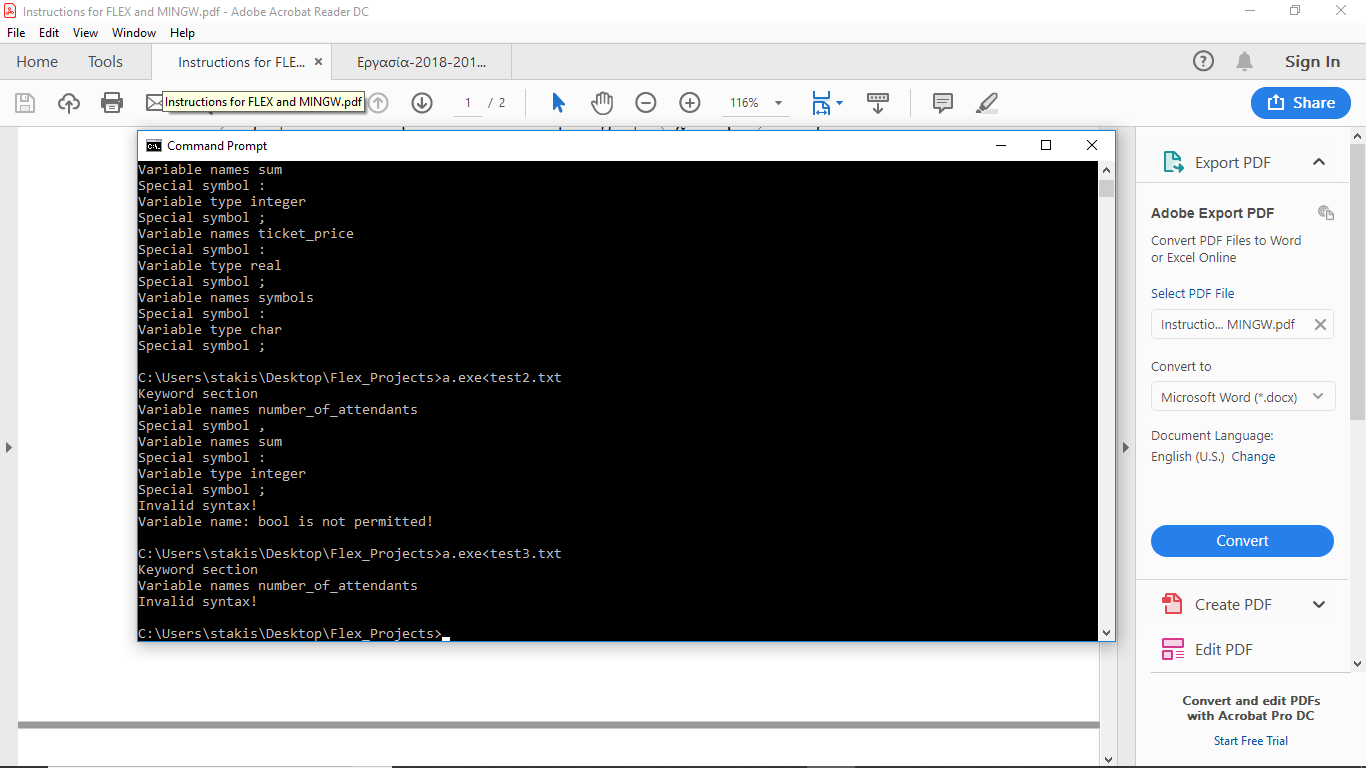 Instructions for FLEX and MINGW.pdf - Adobe Acrobat Reader DC
File Edit View Window Help
Home Tools Instructions for FLE... × Εργασία-2018-201... Sign In
Instructions for FLEX and MINGW.pdf 1 / 2 116% Share
Command Prompt
Variable names sum
Special symbol :
Variable type integer
Special symbol ;
Variable names ticket_price
Special symbol :
Variable type real
Special symbol ;
Variable names symbols
Special symbol :
Variable type char
Special symbol ;
C:\Users\stakis\Desktop\Flex_Projects>a.exe<test2.txt
Keyword section
Variable names number_of_attendants
Special symbol ,
Variable names sum
Special symbol :
Variable type integer
Special symbol ;
Invalid syntax!
Variable name: bool is not permitted!
C:\Users\stakis\Desktop\Flex_Projects>a.exe<test3.txt
Keyword section
Variable names number_of_attendants
Invalid syntax!
C:\Users\stakis\Desktop\Flex_Projects>
Export PDF
Adobe Export PDF
Convert PDF Files to Word
or Excel Online
Select PDF File
Instructio... MINGW.pdf
Convert to
Microsoft Word (*.docx)
Document Language:
English (U.S.) Change
Convert
Create PDF
Edit PDF
Convert and edit PDFs
with Acrobat Pro DC
Start Free Trial